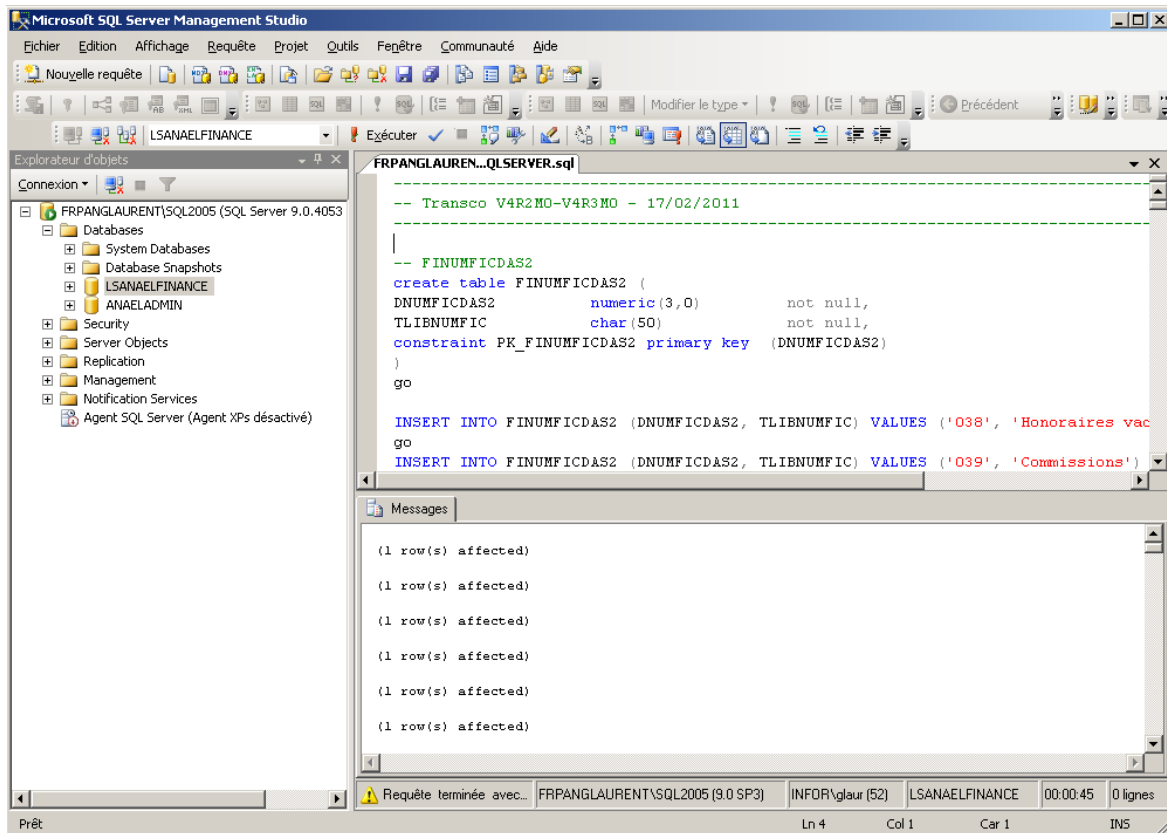 Microsoft SQL Server Management Studio
Fichier Edition Affichage Requête Projet Outils Fenêtre Communauté Aide
Nouvelle requête
Modifier le type Précédent
LSANAELFINANCE Exécuter
Explorateur d'objets
Connexion
FRPANGLAURENT\SQL2005 (SQL Server 9.0.4053
Databases
System Databases
Database Snapshots
LSANAELFINANCE
ANAELADMIN
Security
Server Objects
Replication
Management
Notification Services
Agent SQL Server (Agent XPs désactivé)
FRPANGLAUREN...QLSERVER.sql
--------------------------------------------------------------------------------
-- Transco V4R2M0-V4R3M0 - 17/02/2011
--------------------------------------------------------------------------------
-- FINUMFICDAS2
create table FINUMFICDAS2 (
DNUMFICDAS2 numeric(3,0) not null,
TLIBNUMFIC char(50) not null,
constraint PK_FINUMFICDAS2 primary key (DNUMFICDAS2)
)
go
INSERT INTO FINUMFICDAS2 (DNUMFICDAS2, TLIBNUMFIC) VALUES ('038', 'Honoraires vac
go
INSERT INTO FINUMFICDAS2 (DNUMFICDAS2, TLIBNUMFIC) VALUES ('039', 'Commissions')
Messages
(1 row(s) affected)
(1 row(s) affected)
(1 row(s) affected)
(1 row(s) affected)
(1 row(s) affected)
(1 row(s) affected)
Requête terminée avec... FRPANGLAURENT\SQL2005 (9.0 SP3) INFOR\glaur (52) LSANAELFINANCE 00:00:45 0 lignes
Prêt Ln 4 Col 1 Car 1 INS